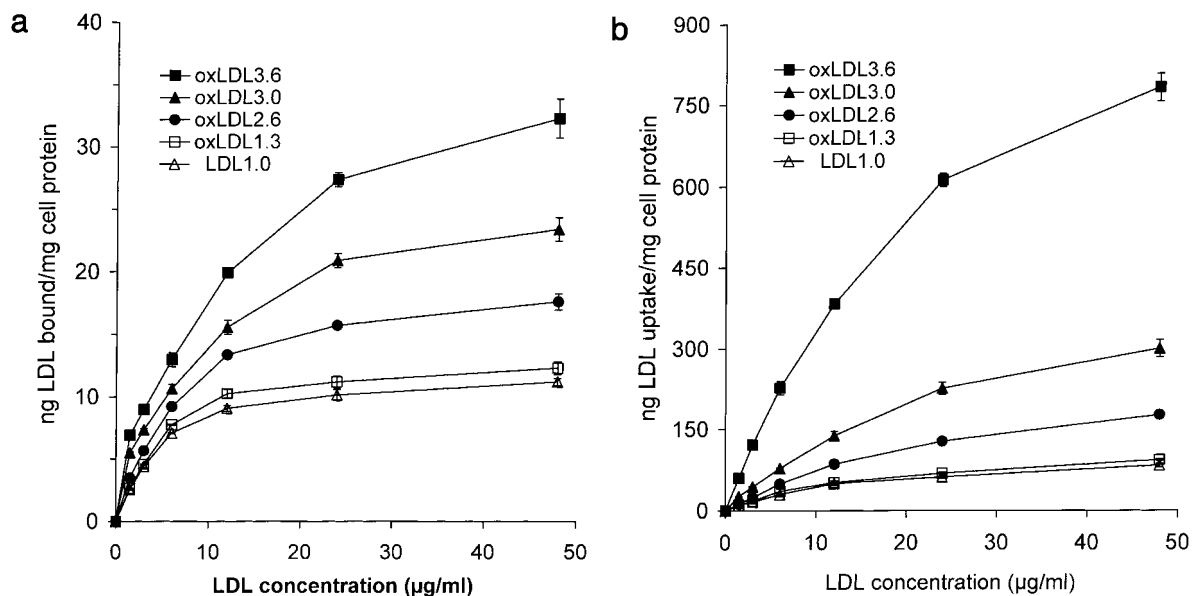 a
40
30
20
10
0
ng LDL bound/mg cell protein
oxLDL3.6
oxLDL3.0
oxLDL2.6
oxLDL1.3
LDL1.0
0 10 20 30 40 50
LDL concentration (µg/ml)
b
900
750
600
450
300
150
0
ng LDL uptake/mg cell protein
oxLDL3.6
oxLDL3.0
oxLDL2.6
oxLDL1.3
LDL1.0
0 10 20 30 40 50
LDL concentration (µg/ml)